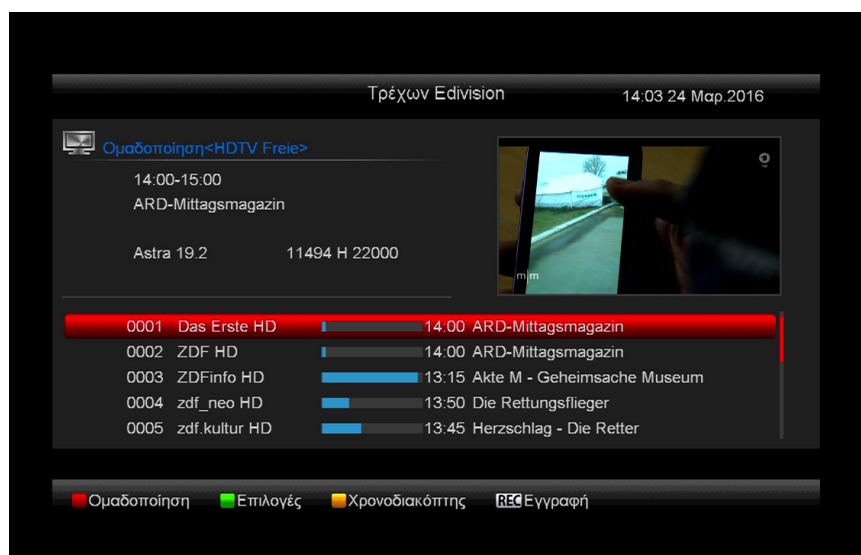 Τρέχων Edivision
14:03 24 Μαρ.2016
Ομαδοποίηση<HDTV Freie>
14:00-15:00
ARD-Mittagsmagazin
Astra 19.2 11494 H 22000
m|m
0001 Das Erste HD 14:00 ARD-Mittagsmagazin
0002 ZDF HD 14:00 ARD-Mittagsmagazin
0003 ZDFinfo HD 13:15 Akte M - Geheimsache Museum
0004 zdf_neo HD 13:50 Die Rettungsflieger
0005 zdf.kultur HD 13:45 Herzschlag - Die Retter
Ομαδοποίηση Επιλογές Χρονοδιακόπτης REC Εγγραφή